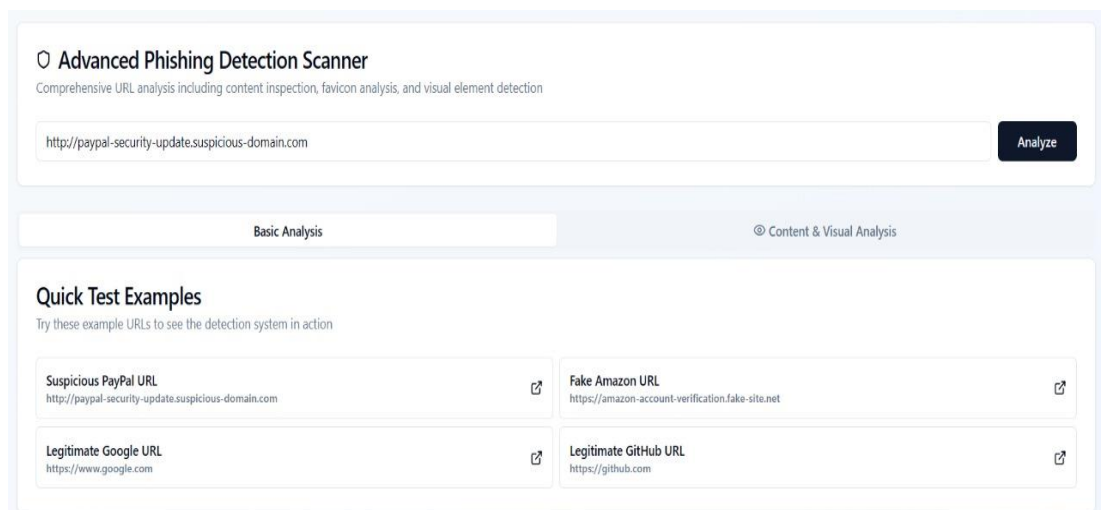 Advanced Phishing Detection Scanner
Comprehensive URL analysis including content inspection, favicon analysis, and visual element detection
http://paypal-security-update.suspicious-domain.com
Analyze
Basic Analysis
Content & Visual Analysis
Quick Test Examples
Try these example URLs to see the detection system in action
Suspicious PayPal URL
http://paypal-security-update.suspicious-domain.com
Fake Amazon URL
https://amazon-account-verification.fake-site.net
Legitimate Google URL
https://www.google.com
Legitimate GitHub URL
https://github.com